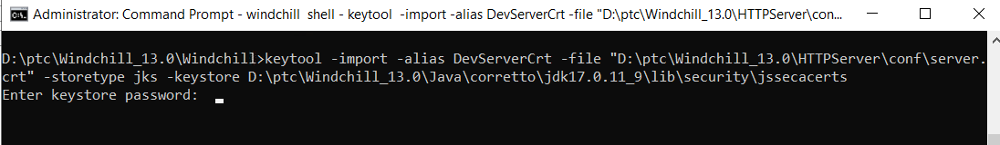 Administrator: Command Prompt - windchill  shell - keytool  -import -alias DevServerCrt -file "D:\ptc\Windchill_13.0\HTTPServer\con...
D:\ptc\Windchill_13.0\Windchill>keytool -import -alias DevServerCrt -file "D:\ptc\Windchill_13.0\HTTPServer\conf\server.
crt" -storetype jks -keystore D:\ptc\Windchill_13.0\Java\corretto\jdk17.0.11_9\lib\security\jssecacerts
Enter keystore password: